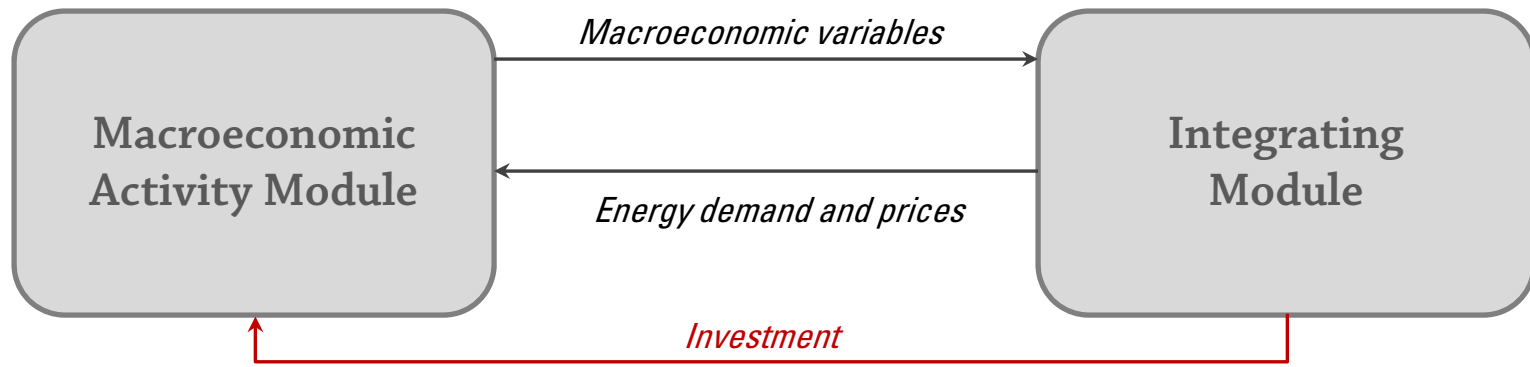 Macroeconomic variables
Macroeconomic
Activity Module
Integrating
Module
Energy demand and prices
Investment